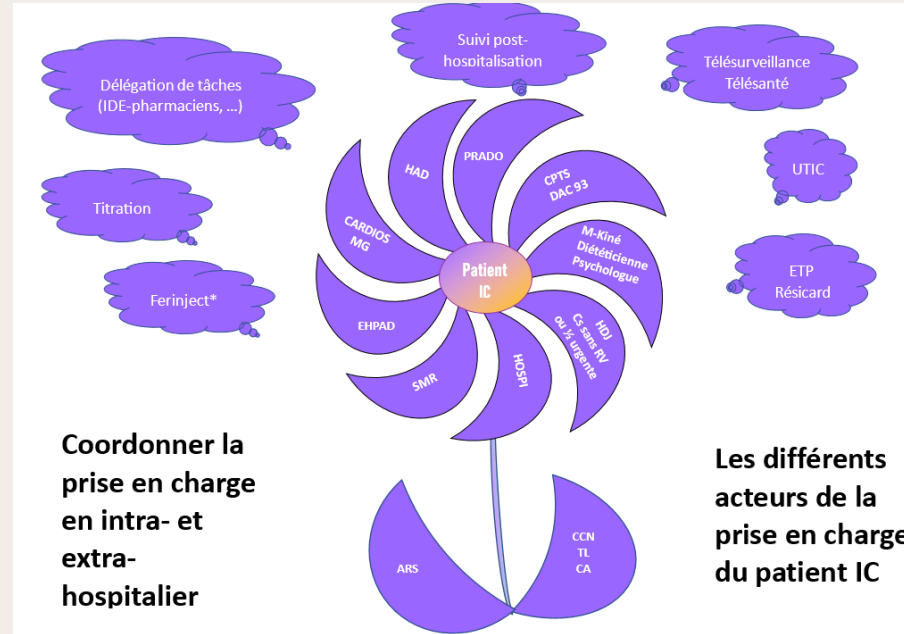 Suivi post-
hospitalisation
Délégation de tâches
(IDE-pharmaciens, ...)
Télésurveillance
Télésanté
Titration
UTIC
Ferinject*
ETP
Résicard
HAD
PRADO
CPTS
DAC 93
CARDIOS
MG
M-Kiné
Diététicienne
Psychologue
Patient
IC
EHPAD
HDJ
Cs sans RV
ou ½ urgente
SMR
HOSPI
Coordonner la
prise en charge
en intra- et
extra-
hospitalier
Les différents
acteurs de la
prise en charge
du patient IC
ARS
CCN
TL
CA